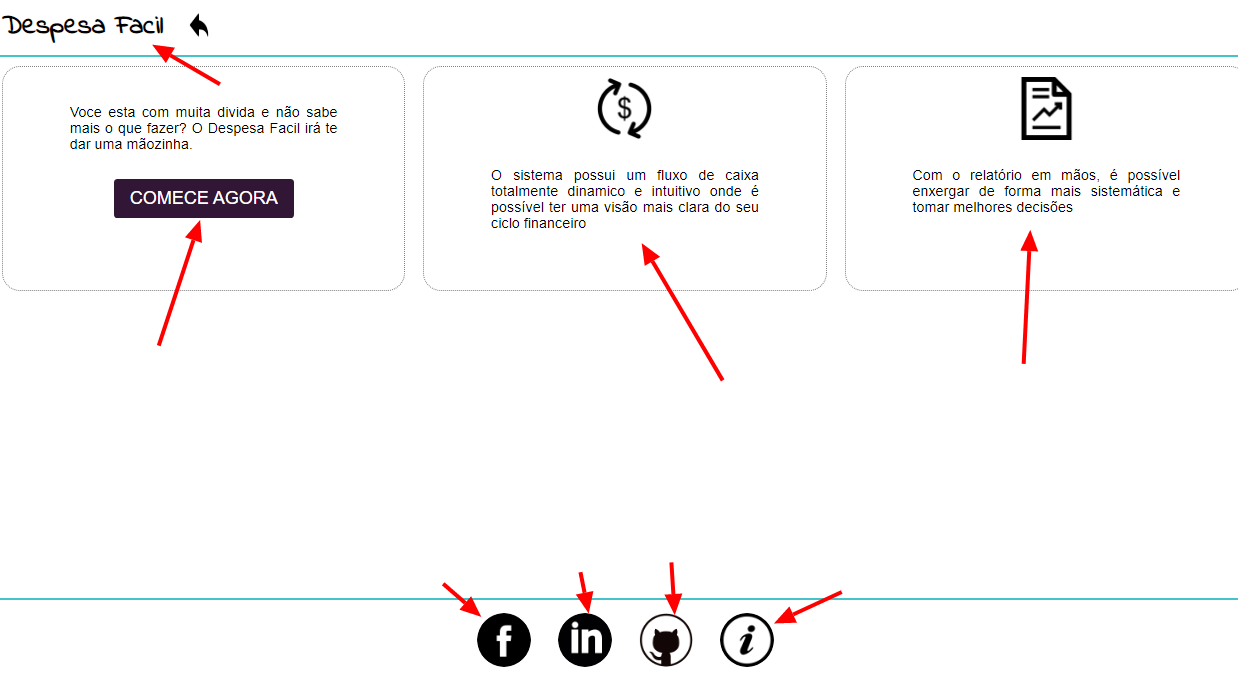 Despesa Facil
Voce esta com muita divida e não sabe
mais o que fazer? O Despesa Facil irá te
dar uma mãozinha.
COMECE AGORA
$
O sistema possui um fluxo de caixa
totalmente dinamico e intuitivo onde é
possível ter uma visão mais clara do seu
ciclo financeiro
Com o relatório em mãos, é possível
enxergar de forma mais sistemática e
tomar melhores decisões
f
in
i